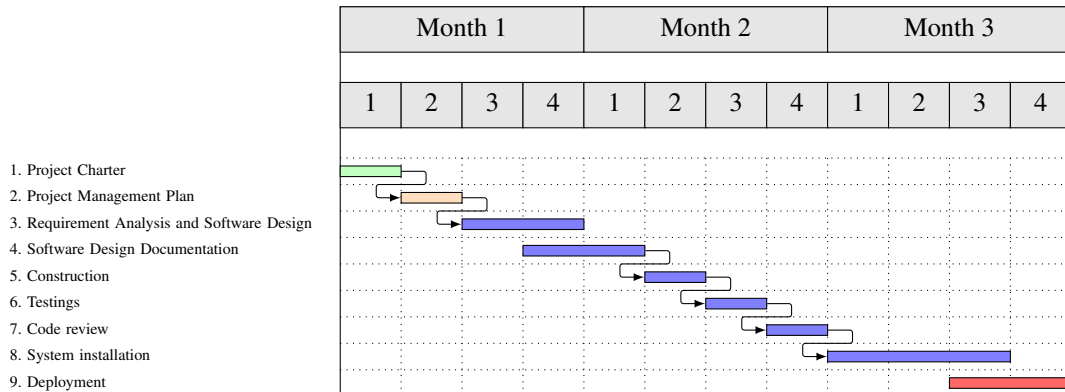 Month 1 Month 2 Month 3
1 2 3 4 1 2 3 4 1 2 3 4
1. Project Charter
2. Project Management Plan
3. Requirement Analysis and Software Design
4. Software Design Documentation
5. Construction
6. Testings
7. Code review
8. System installation
9. Deployment